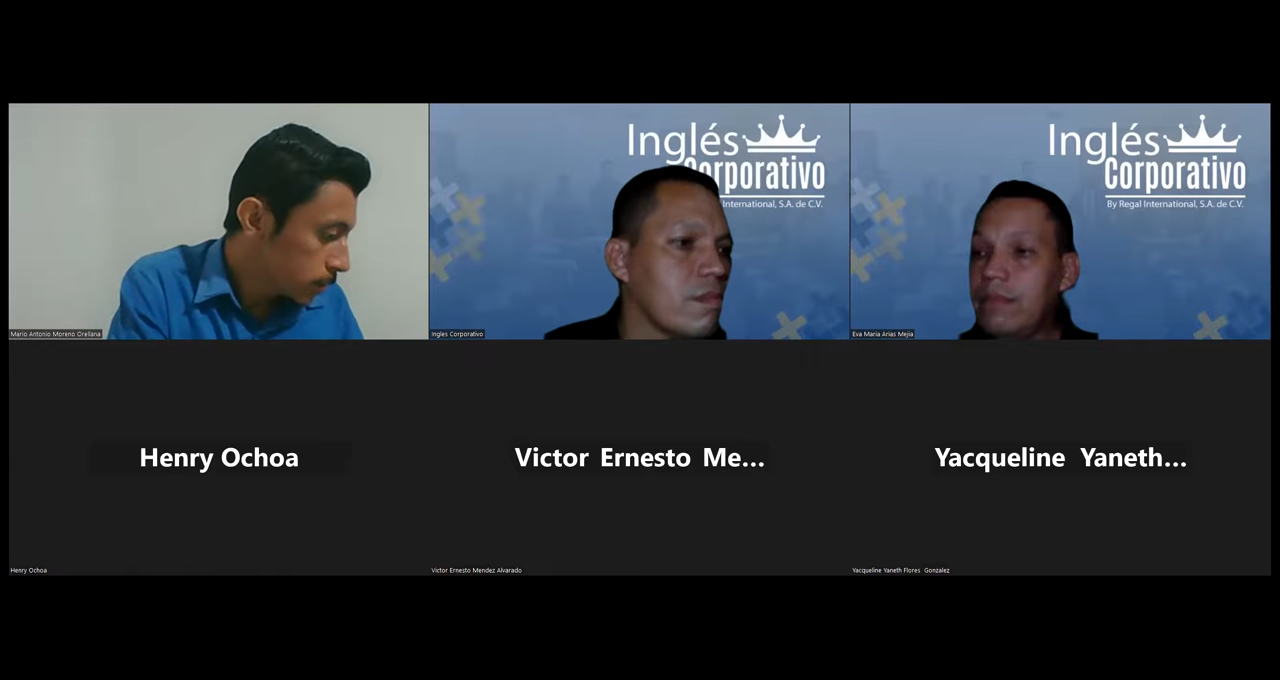 Inglés
Corporativo
International, S.A. de C.V.
Inglés
Corporativo
By Regal International, S.A. de C.V.
Mario Antonio Moreno Orellana
Ingles Corporativo
Eva Maria Arias Mejia
Henry Ochoa
Victor Ernesto Me...
Yacqueline Yaneth...
Henry Ochoa
Victor Ernesto Mendez Alvarado
Yacqueline Yaneth Flores Gonzalez